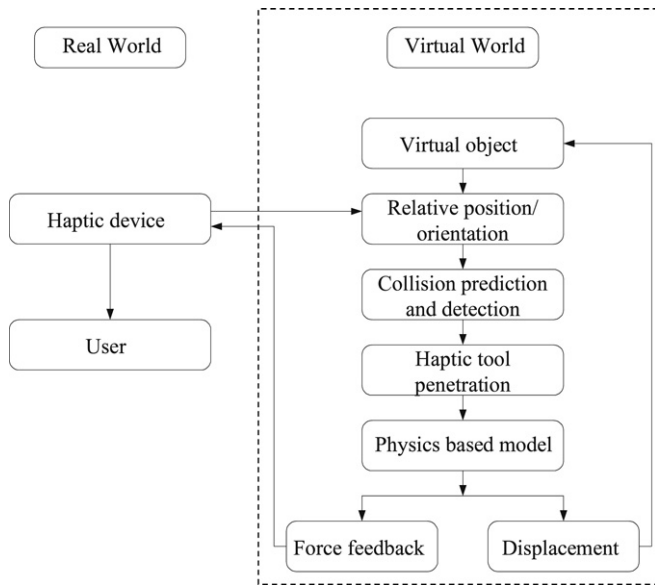 Real World
Virtual World
Virtual object
Haptic device
Relative position/
orientation
Collision prediction
and detection
User
Haptic tool
penetration
Physics based model
Force feedback
Displacement